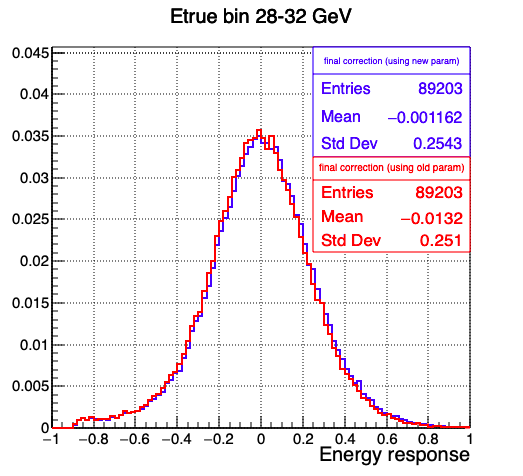 Etrue bin 28-32 GeV
0.045
0.04
0.035
0.03
0.025
0.02
0.015
0.01
0.005
0
final correction (using new param)
Entries 89203
Mean −0.001162
Std Dev 0.2543
final correction (using old param)
Entries 89203
Mean −0.0132
Std Dev 0.251
−1 −0.8 −0.6 −0.4 −0.2 0 0.2 0.4 0.6 0.8 1
Energy response